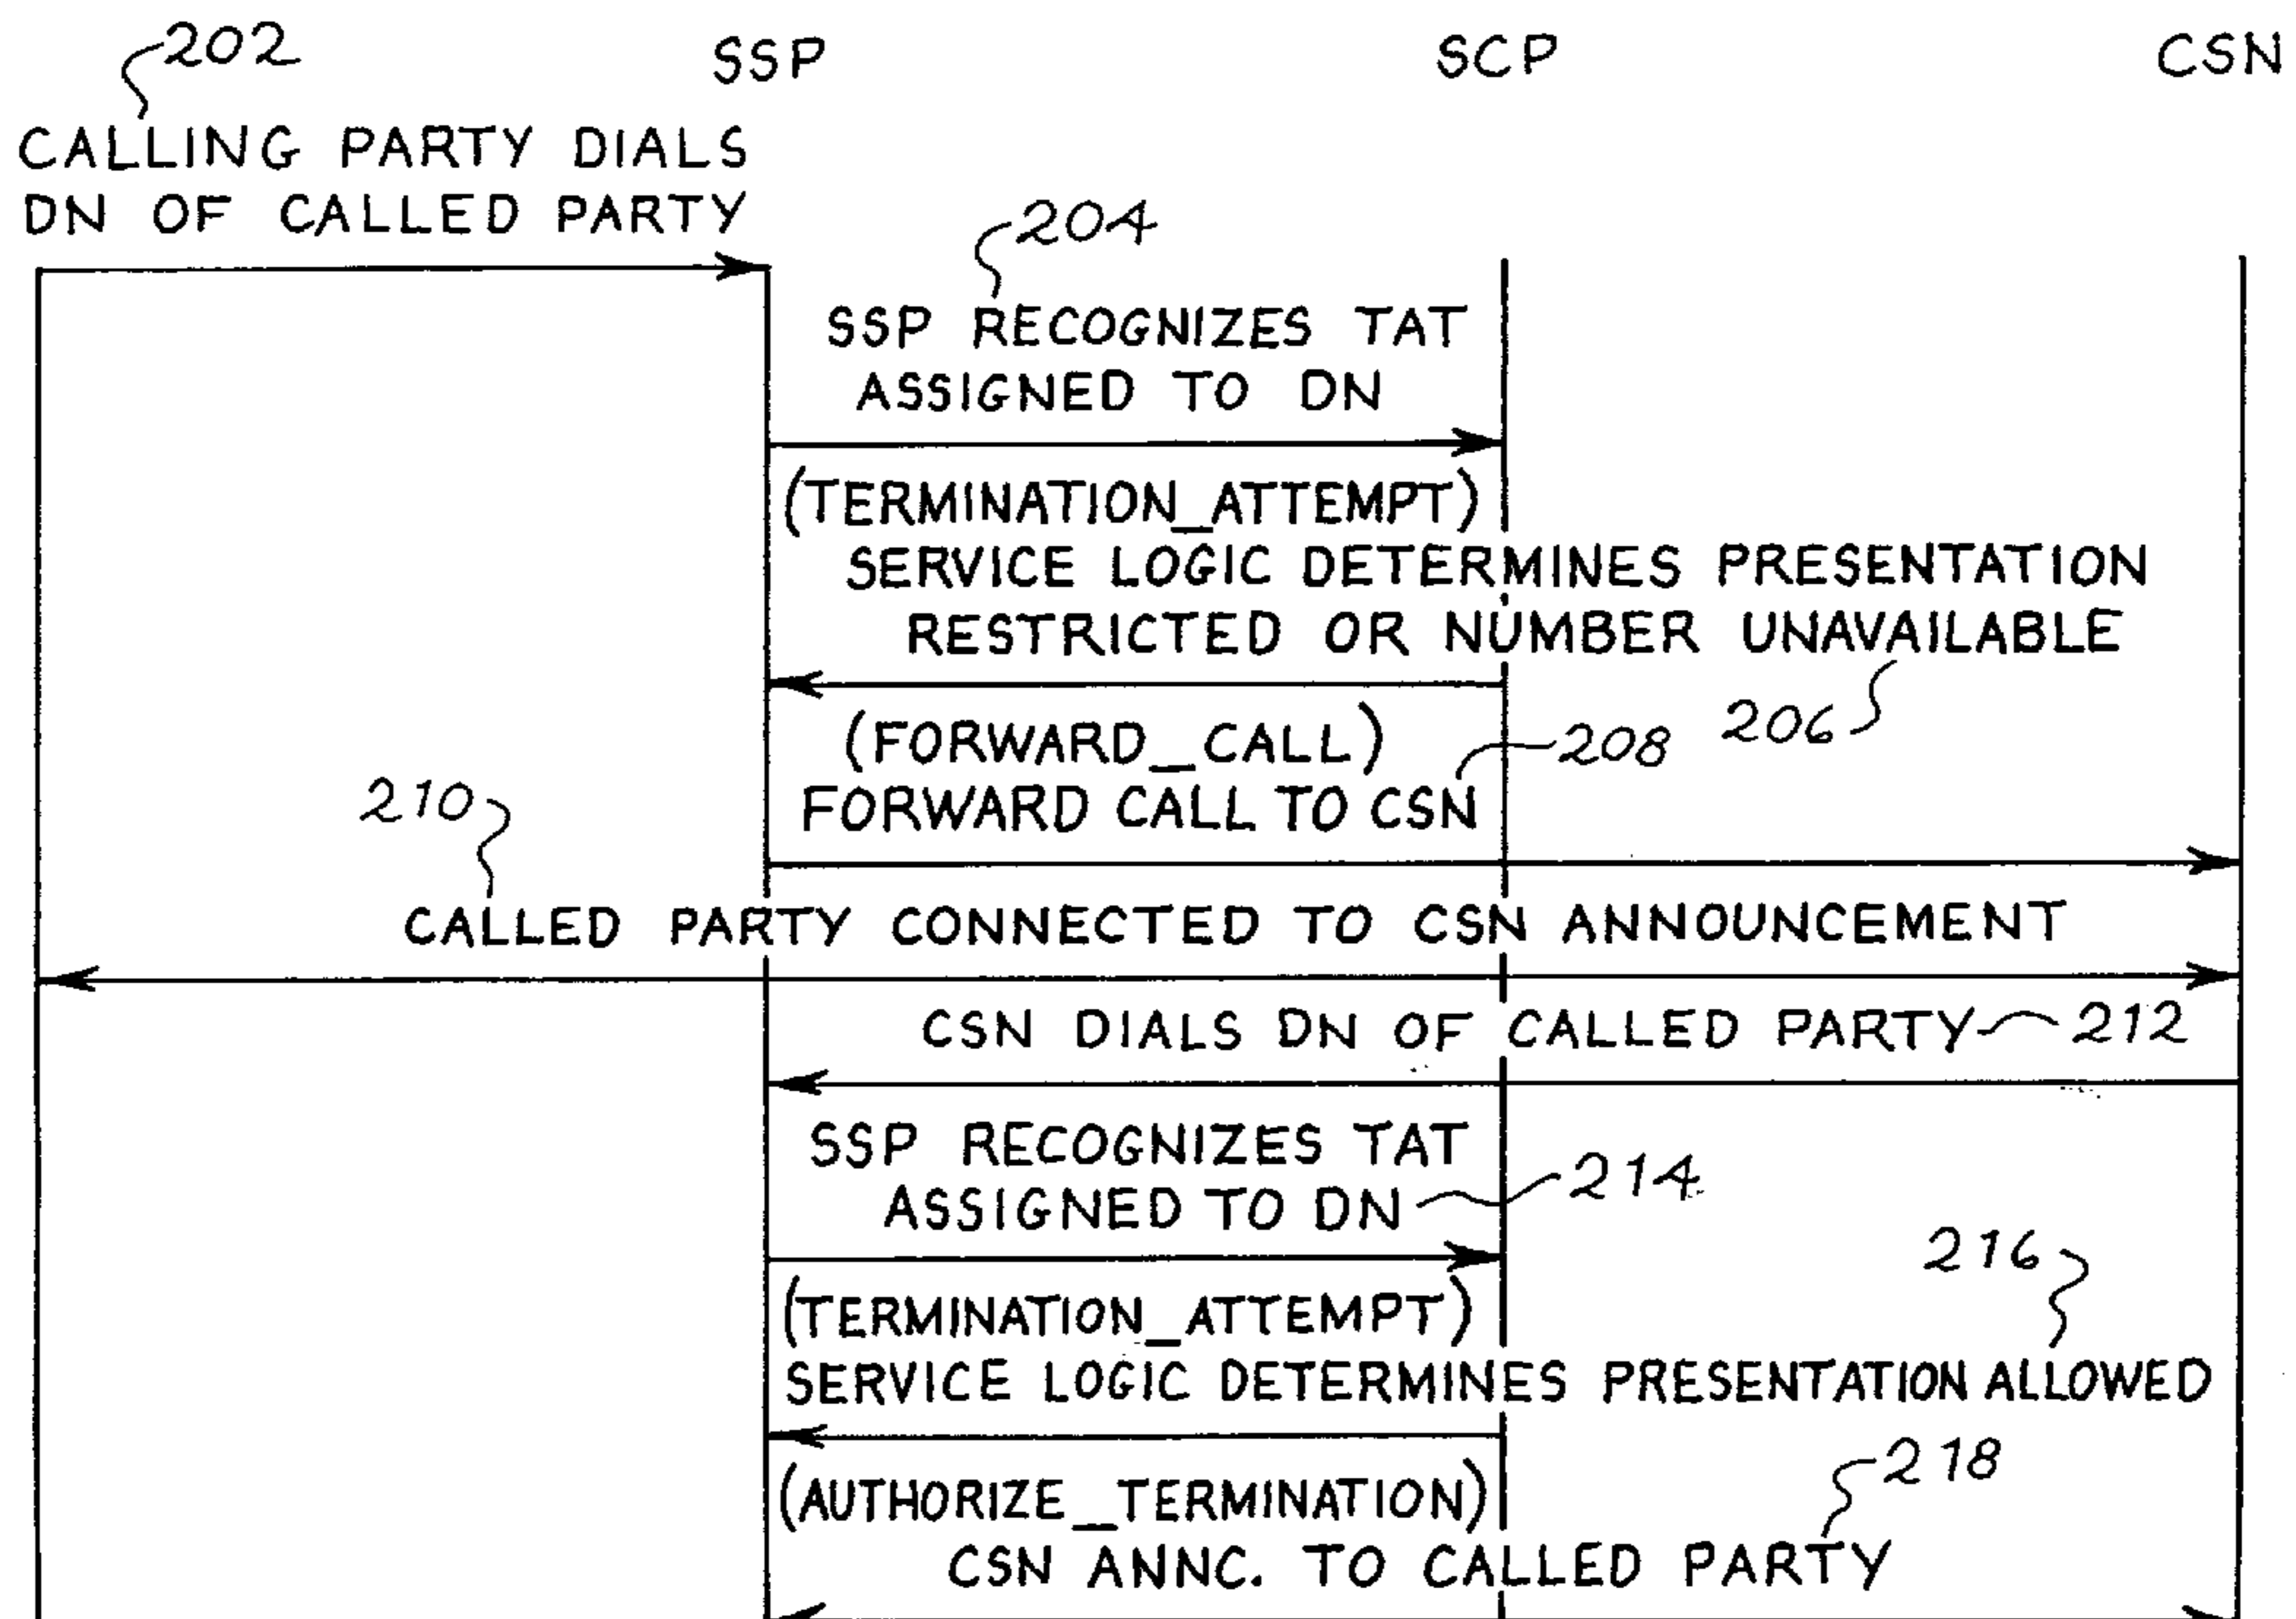 202
SSP
SCP
CSN
CALLING PARTY DIALS
DN OF CALLED PARTY
204
SSP RECOGNIZES TAT
ASSIGNED TO DN
(TERMINATION_ATTEMPT)
SERVICE LOGIC DETERMINES PRESENTATION
RESTRICTED OR NUMBER UNAVAILABLE
206
(FORWARD_CALL)
208
FORWARD CALL TO CSN
210
CALLED PARTY CONNECTED TO CSN ANNOUNCEMENT
CSN DIALS DN OF CALLED PARTY
212
SSP RECOGNIZES TAT
ASSIGNED TO DN
214
216
(TERMINATION_ATTEMPT)
SERVICE LOGIC DETERMINES PRESENTATION ALLOWED
218
(AUTHORIZE_TERMINATION)
CSN ANNC. TO CALLED PARTY